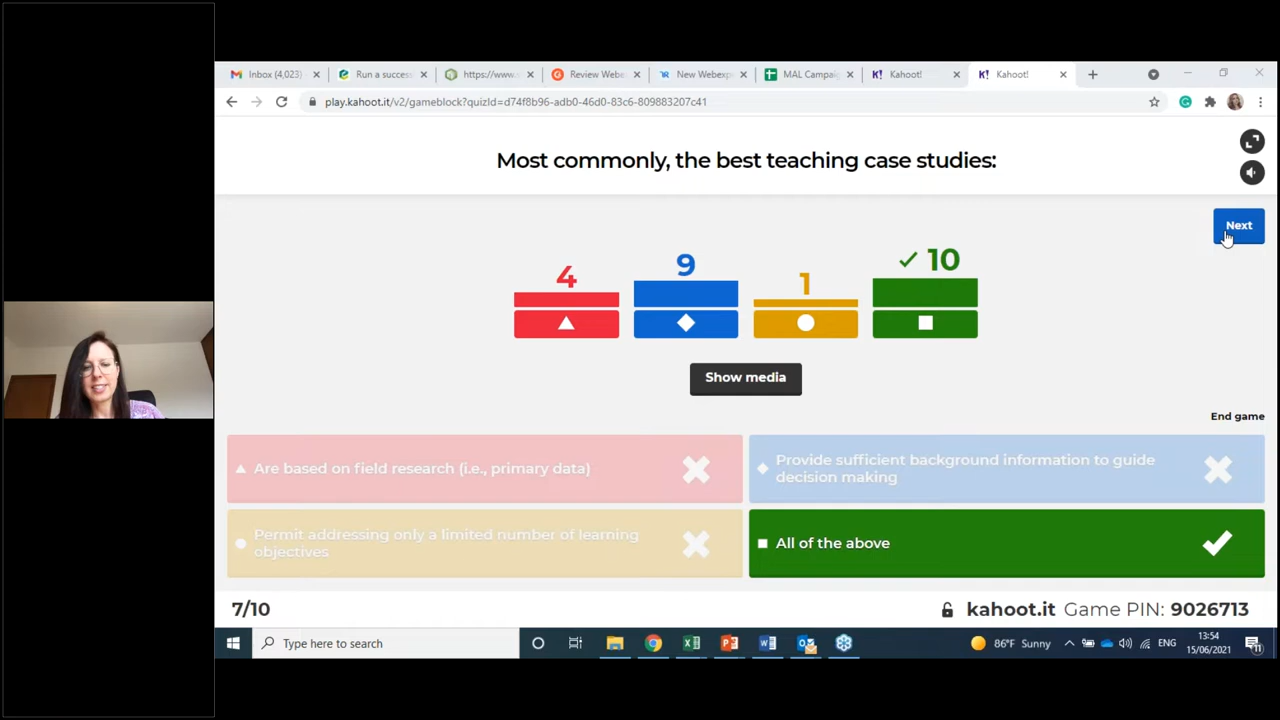 Inbox (4,023)
Run a succes
https://www.
Review Webe
New Webexp
MAL Campai
K! Kahoot!
K! Kahoot!
play.kahoot.it/v2/gameblock?quizId=d74f8b96-adb0-46d0-83c6-809883207c41
Most commonly, the best teaching case studies:
Next
4
9
1
10
Show media
End game
Are based on field research (i.e., primary data)
Provide sufficient background information to guide
decision making
Permit addressing only a limited number of learning
objectives
All of the above
7/10
kahoot.it Game PIN: 9026713
Type here to search
86°F Sunny
ENG
13:54
15/06/2021